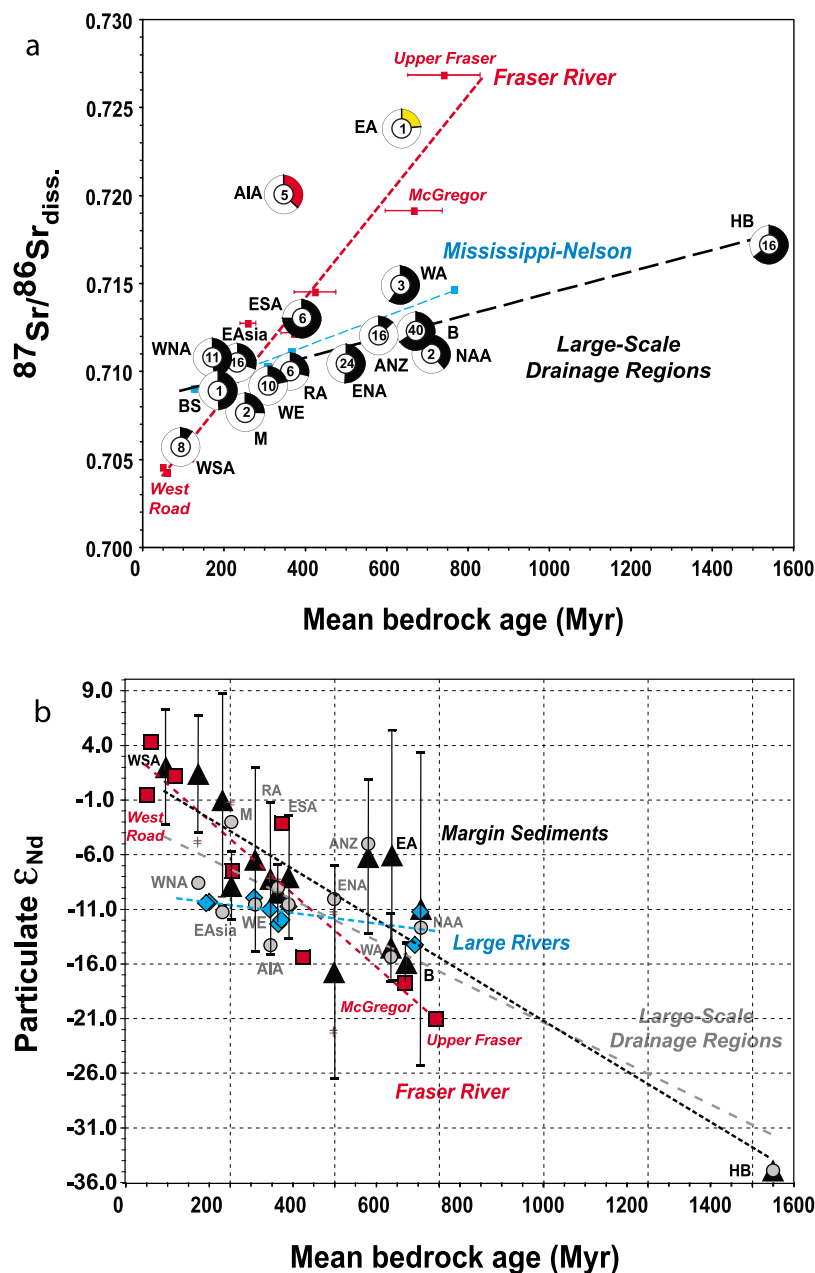 a
0.730
0.725
0.720
0.715
0.710
0.705
0.700
87Sr/86Srdiss.
Upper Fraser
Fraser River
EA
1
AIA
5
McGregor
HB
16
Mississippi-Nelson
WA
3
ESA
6
EAsia
16
WNA
11
40
B
16
ANZ
2
NAA
24
ENA
6
RA
10
WE
1
BS
2
M
8
WSA
Large-Scale
Drainage Regions
West
Road
0
200
400
600
800
1000
1200
1400
1600
Mean bedrock age (Myr)
b
9.0
4.0
-1.0
-6.0
-11.0
-16.0
-21.0
-26.0
-31.0
-36.0
Particulate εNd
WSA
West
Road
M
RA
ESA
ANZ
EA
Margin Sediments
WNA
ENA
EAsia
WE
NAA
Large Rivers
AIA
WA
B
McGregor
Upper Fraser
Large-Scale
Drainage Regions
Fraser River
HB
0
200
400
600
800
1000
1200
1400
1600
Mean bedrock age (Myr)